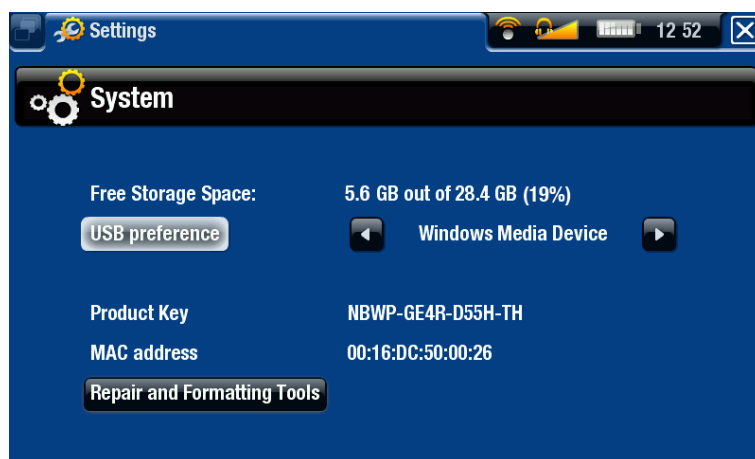 Settings 12 52
System
Free Storage Space: 5.6 GB out of 28.4 GB (19%)
USB preference Windows Media Device
Product Key NBWP-GE4R-D55H-TH
MAC address 00:16:DC:50:00:26
Repair and Formatting Tools